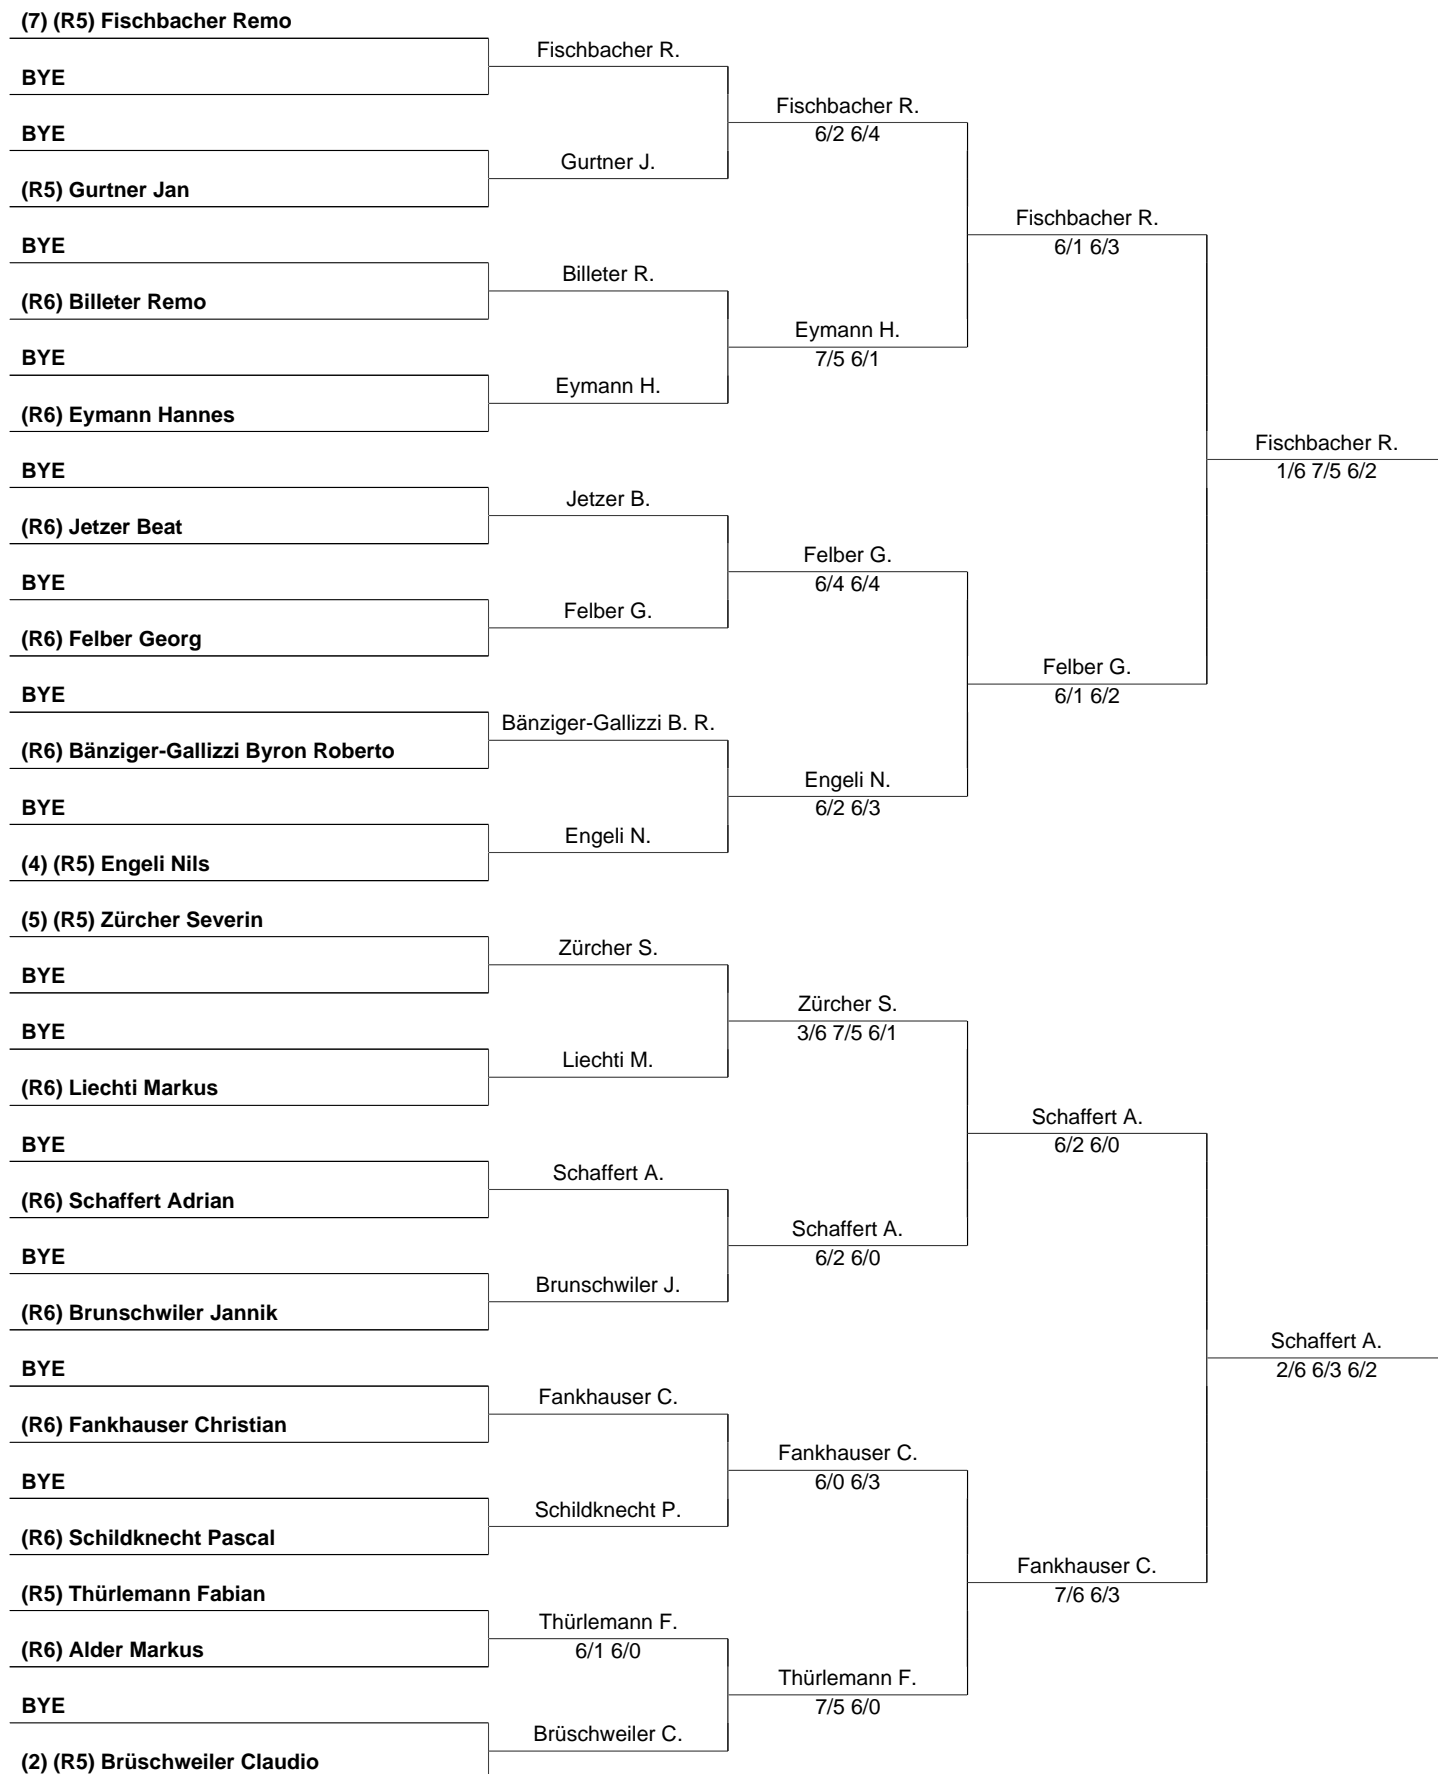 (7) (R5) Fischbacher Remo
Fischbacher R.
BYE
Fischbacher R.
BYE
6/2 6/4
Gurtner J.
(R5) Gurtner Jan
Fischbacher R.
BYE
6/1 6/3
Billeter R.
(R6) Billeter Remo
Eymann H.
BYE
7/5 6/1
Eymann H.
(R6) Eymann Hannes
Fischbacher R.
BYE
1/6 7/5 6/2
Jetzer B.
(R6) Jetzer Beat
Felber G.
BYE
6/4 6/4
Felber G.
(R6) Felber Georg
Felber G.
BYE
6/1 6/2
Bänziger-Gallizzi B. R.
(R6) Bänziger-Gallizzi Byron Roberto
Engeli N.
BYE
6/2 6/3
Engeli N.
(4) (R5) Engeli Nils
(5) (R5) Zürcher Severin
Zürcher S.
BYE
Zürcher S.
BYE
3/6 7/5 6/1
Liechti M.
(R6) Liechti Markus
Schaffert A.
BYE
6/2 6/0
Schaffert A.
(R6) Schaffert Adrian
Schaffert A.
BYE
6/2 6/0
Brunschwiler J.
(R6) Brunschwiler Jannik
Schaffert A.
BYE
2/6 6/3 6/2
Fankhauser C.
(R6) Fankhauser Christian
Fankhauser C.
BYE
6/0 6/3
Schildknecht P.
(R6) Schildknecht Pascal
Fankhauser C.
(R5) Thürlemann Fabian
7/6 6/3
Thürlemann F.
(R6) Alder Markus
6/1 6/0
Thürlemann F.
BYE
7/5 6/0
Brüschweiler C.
(2) (R5) Brüschweiler Claudio